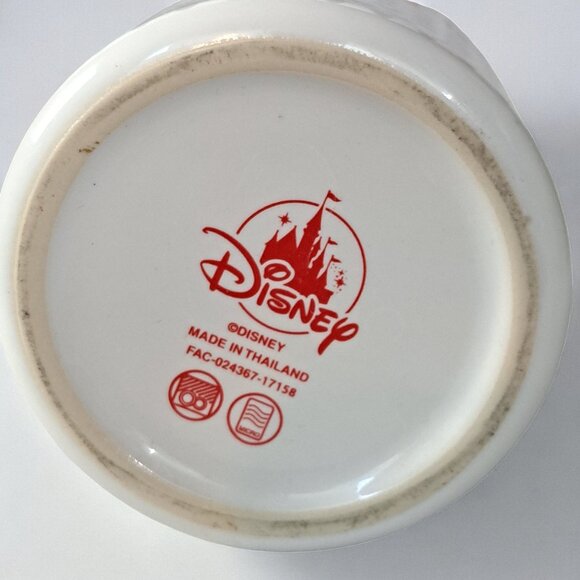 Disney
©DISNEY
MADE IN THAILAND
FAC-024367-17158
MICRO